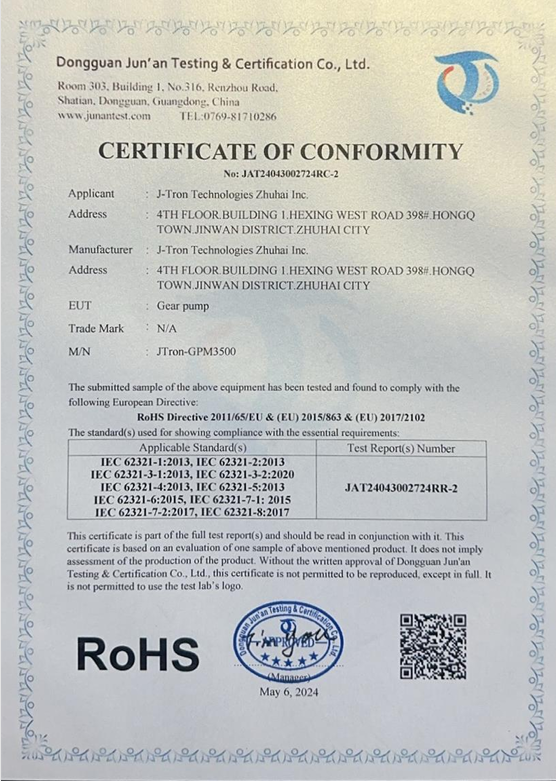 Dongguan Jun'an Testing & Certification Co., Ltd.
Room 303, Building 1, No.316, Renzhou Road,
Shatian, Dongguan, Guangdong, China
www.junantest.com TEL:0769-81710286
CERTIFICATE OF CONFORMITY
No: JAT24043002724RC-2
Applicant : J-Tron Technologies Zhuhai Inc.
Address : 4TH FLOOR.BUILDING 1.HEXING WEST ROAD 398#.HONGQ
TOWN.JINWAN DISTRICT.ZHUHAI CITY
Manufacturer : J-Tron Technologies Zhuhai Inc.
Address : 4TH FLOOR.BUILDING 1.HEXING WEST ROAD 398#.HONGQ
TOWN.JINWAN DISTRICT.ZHUHAI CITY
EUT : Gear pump
Trade Mark : N/A
M/N : JTron-GPM3500
The submitted sample of the above equipment has been tested and found to comply with the
following European Directive:
RoHS Directive 2011/65/EU & (EU) 2015/863 & (EU) 2017/2102
The standard(s) used for showing compliance with the essential requirements:
Applicable Standard(s) Test Report(s) Number
IEC 62321-1:2013, IEC 62321-2:2013
IEC 62321-3-1:2013, IEC 62321-3-2:2020
IEC 62321-4:2013, IEC 62321-5:2013 JAT24043002724RR-2
IEC 62321-6:2015, IEC 62321-7-1: 2015
IEC 62321-7-2:2017, IEC 62321-8:2017
This certificate is part of the full test report(s) and should be read in conjunction with it. This
certificate is based on an evaluation of one sample of above mentioned product. It does not imply
assessment of the production of the product. Without the written approval of Dongguan Jun'an
Testing & Certification Co., Ltd., this certificate is not permitted to be reproduced, except in full. It
is not permitted to use the test lab's logo.
RoHS
Dongguan Jun'an Testing & Certification Co., Ltd.
APPROVED
(Manager)
May 6, 2024